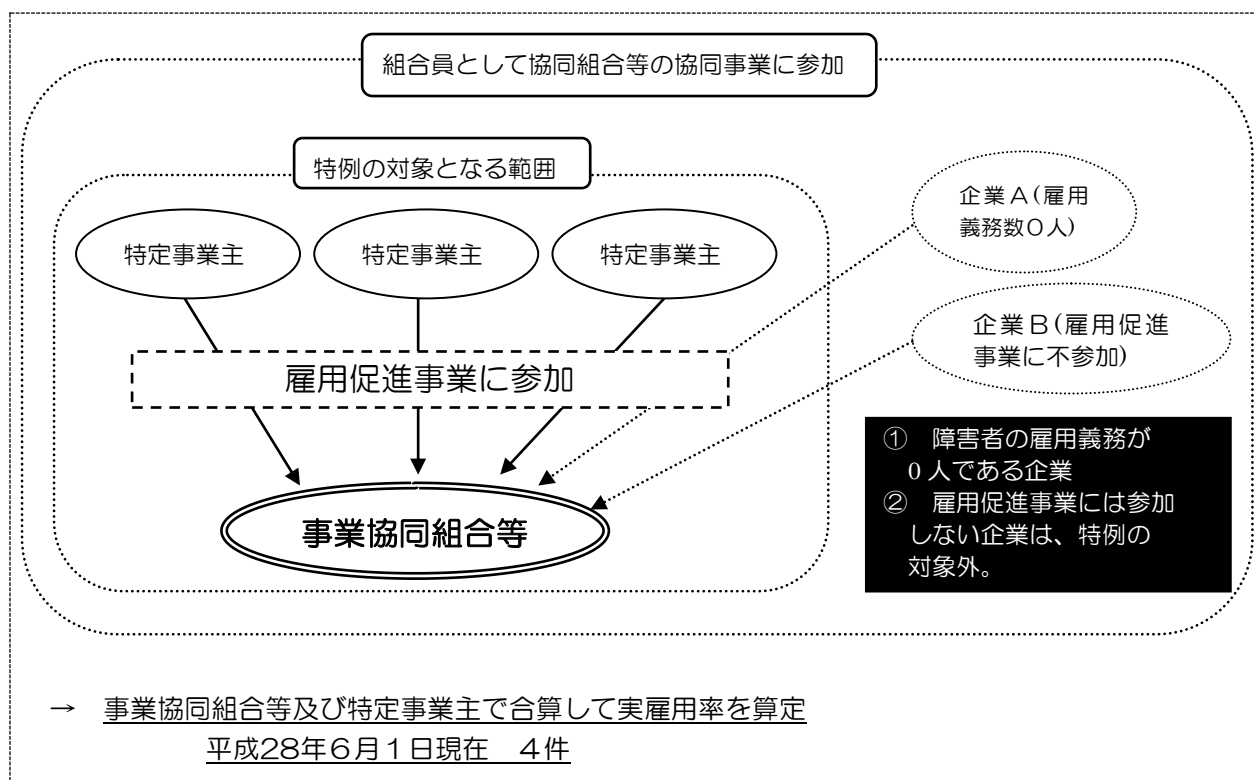 組合員として協同組合等の協同事業に参加
特例の対象となる範囲
特定事業主
特定事業主
特定事業主
企業A(雇用
義務数0人)
企業B(雇用促進
事業に不参加)
雇用促進事業に参加
事業協同組合等
① 障害者の雇用義務が
0人である企業
② 雇用促進事業には参加
しない企業は、特例の
対象外。
→ 事業協同組合等及び特定事業主で合算して実雇用率を算定
平成28年6月1日現在 4件